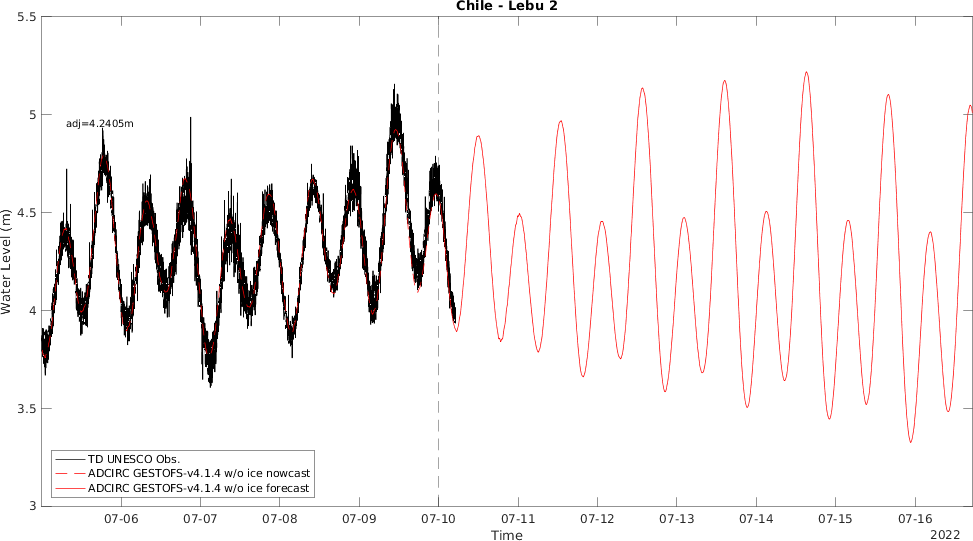 Chile - Lebu 2
5.5
5
4.5
4
3.5
3
Water Level (m)
adj=4.2405m
TD UNESCO Obs.
ADCIRC GESTOFS-v4.1.4 w/o ice nowcast
ADCIRC GESTOFS-v4.1.4 w/o ice forecast
07-06 07-07 07-08 07-09 07-10 07-11 07-12 07-13 07-14 07-15 07-16
Time
2022